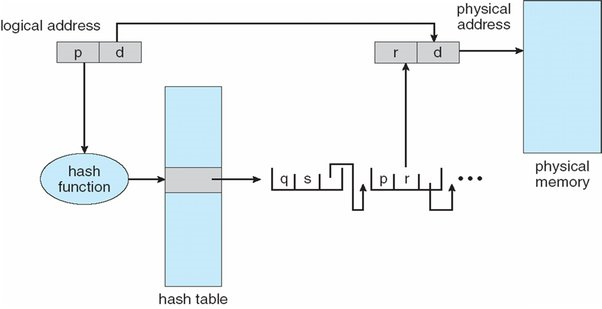 logical address
physical
address
p d
r d
hash
function
q s
p r
•••
physical
memory
hash table